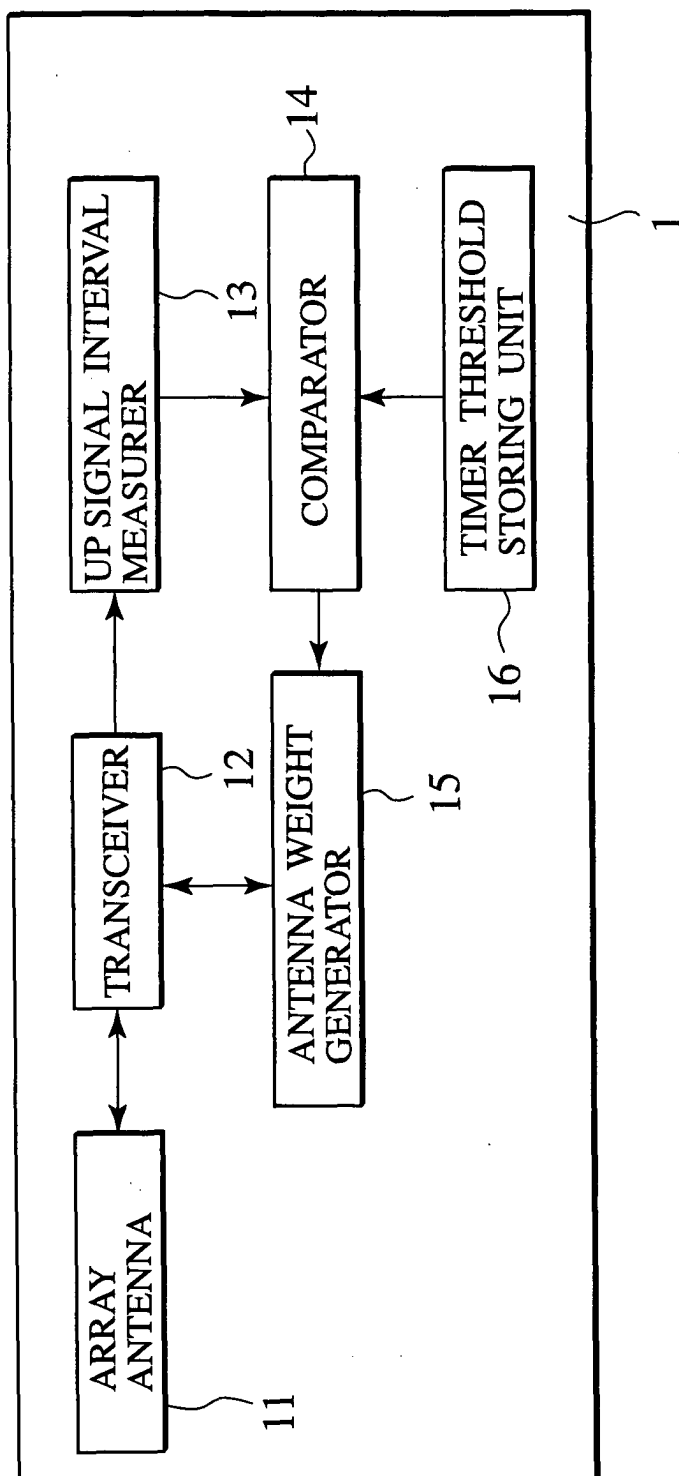 ARRAY
ANTENNA
11
TRANSCEIVER
12
UP SIGNAL INTERVAL
MEASURER
13
ANTENNA WEIGHT
GENERATOR
15
COMPARATOR
14
TIMER THRESHOLD
STORING UNIT
16
1